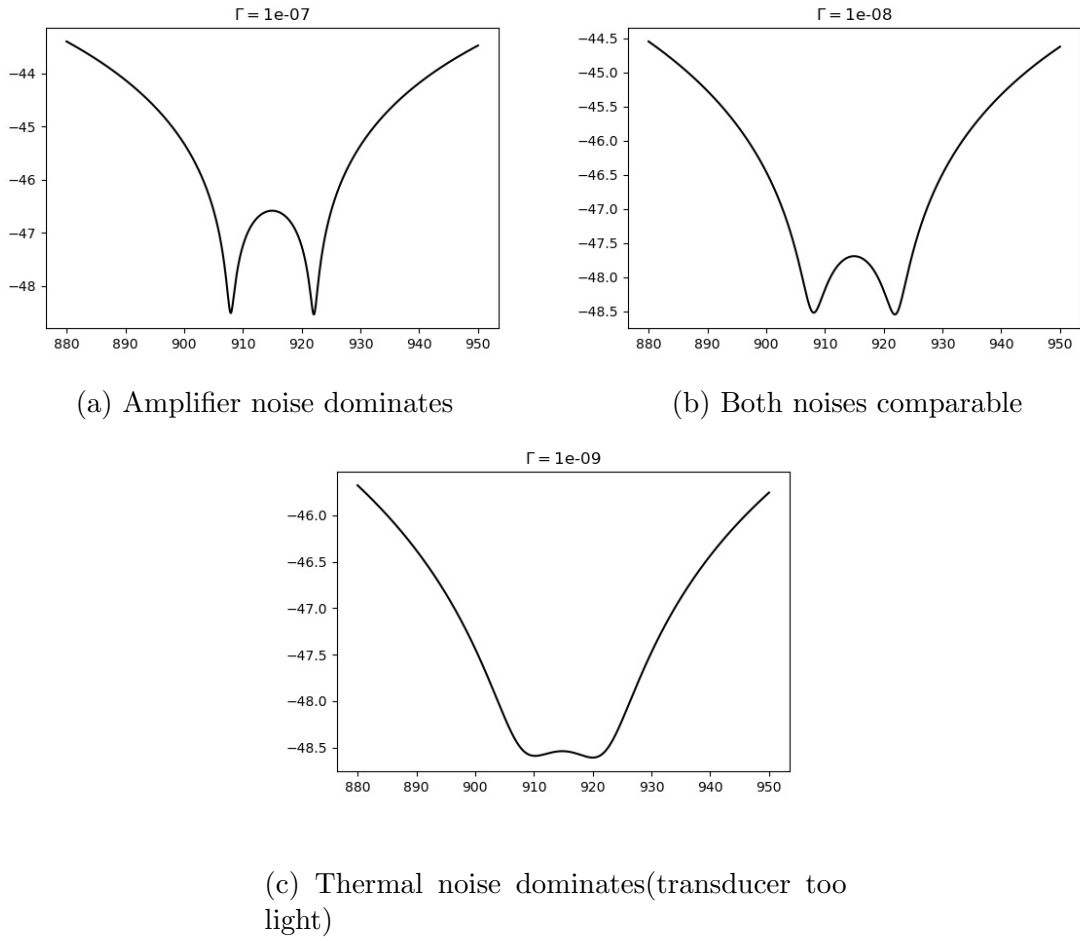 Γ = 1e-07
−44
−45
−46
−47
−48
880 890 900 910 920 930 940 950
(a) Amplifier noise dominates
Γ = 1e-08
−44.5
−45.0
−45.5
−46.0
−46.5
−47.0
−47.5
−48.0
−48.5
880 890 900 910 920 930 940 950
(b) Both noises comparable
Γ = 1e-09
−46.0
−46.5
−47.0
−47.5
−48.0
−48.5
880 890 900 910 920 930 940 950
(c) Thermal noise dominates(transducer too
light)